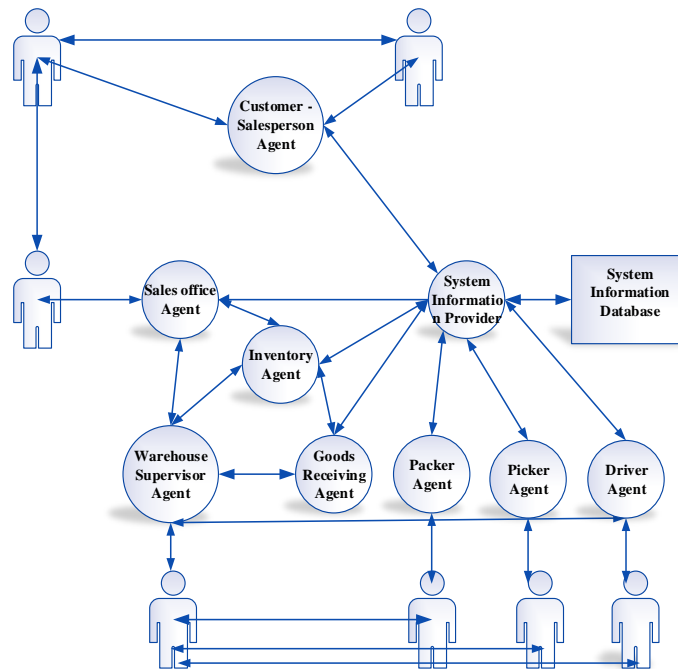 Customer -
Salesperson
Agent
Sales office
Agent
System
Informatio
n Provider
System
Information
Database
Inventory
Agent
Warehouse
Supervisor
Agent
Goods
Receiving
Agent
Packer
Agent
Picker
Agent
Driver
Agent